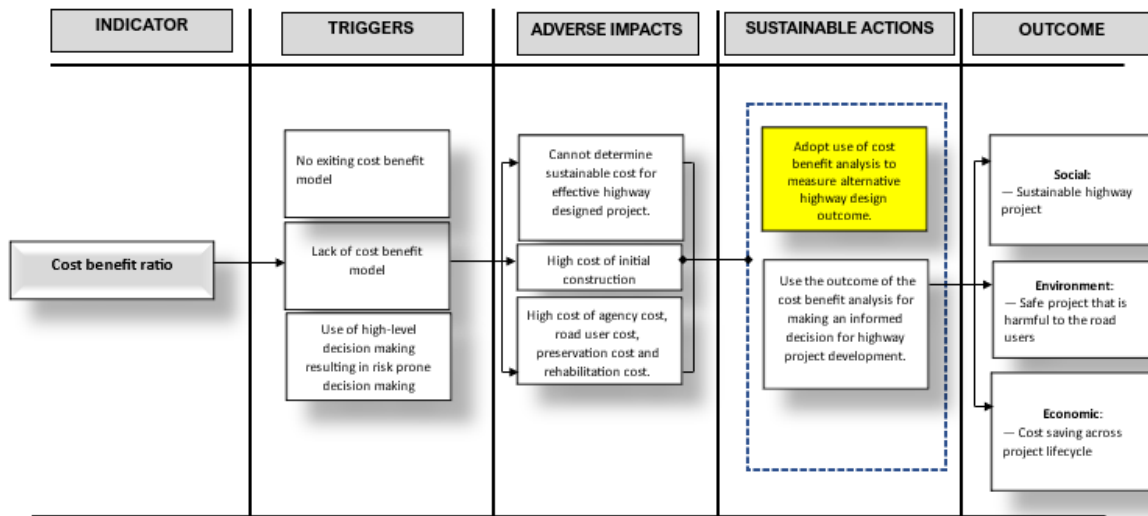 INDICATOR
TRIGGERS
ADVERSE IMPACTS
SUSTAINABLE ACTIONS
OUTCOME
Cost benefit ratio
No exiting cost benefit
model
Lack of cost benefit
model
Use of high-level
decision making
resulting in risk prone
decision making
Cannot determine
sustainable cost for
effective highway
designed project.
High cost of initial
construction
High cost of agency cost,
road user cost,
preservation cost and
rehabilitation cost.
Adopt use of cost
benefit analysis to
measure alternative
highway design
outcome.
Use the outcome of the
cost benefit analysis for
making an informed
decision for highway
project development.
Social:
— Sustainable highway
project
Environment:
— Safe project that is
harmful to the road
users
Economic:
— Cost saving across
project lifecycle